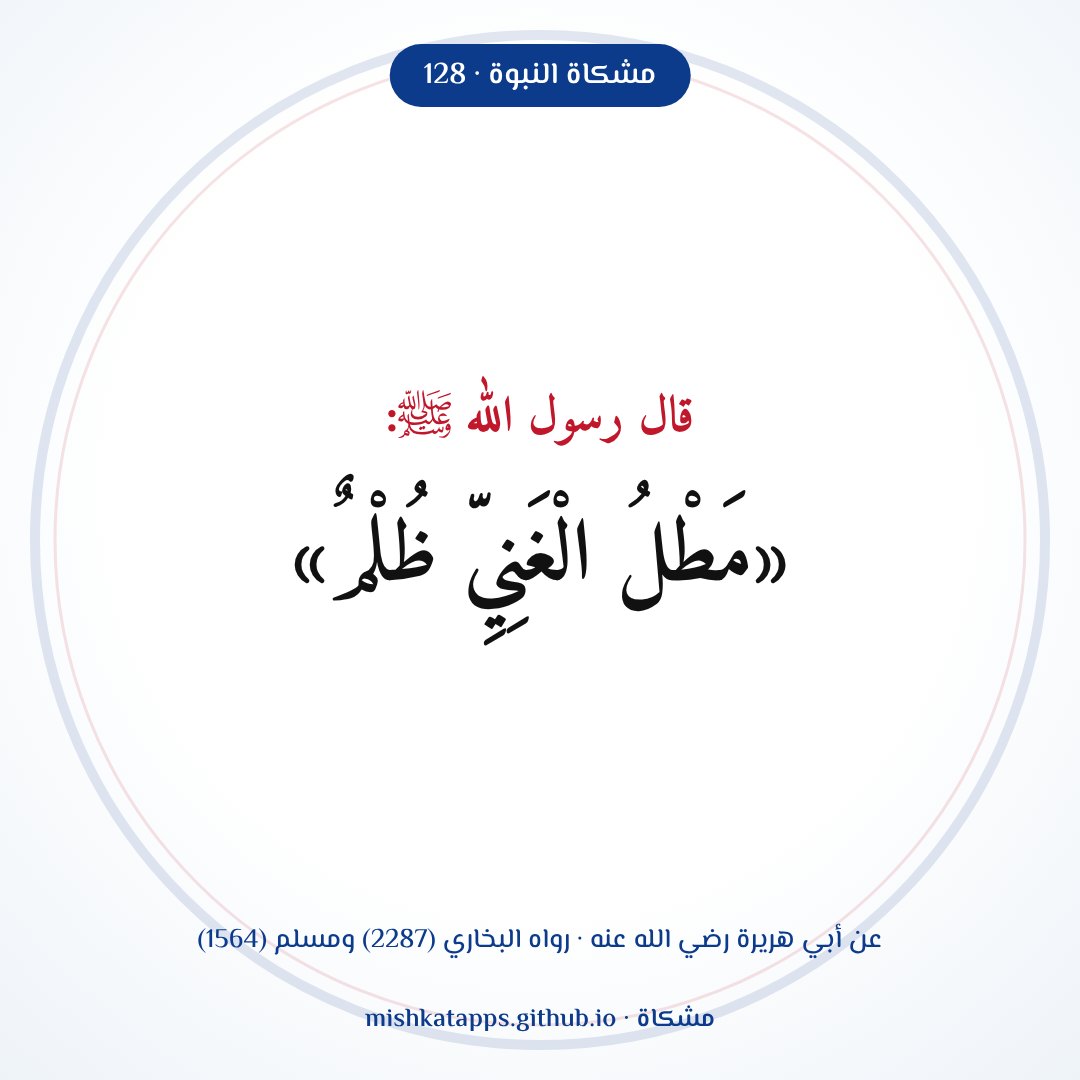 مشكاة النبوة · 128
قال رسول الله ﷺ:
«مَطْلُ الْغَنِيِّ ظُلْمٌ»
عن أبي هريرة رضي الله عنه · رواه البخاري (2287) ومسلم (1564)
مشكاة · mishkatapps.github.io